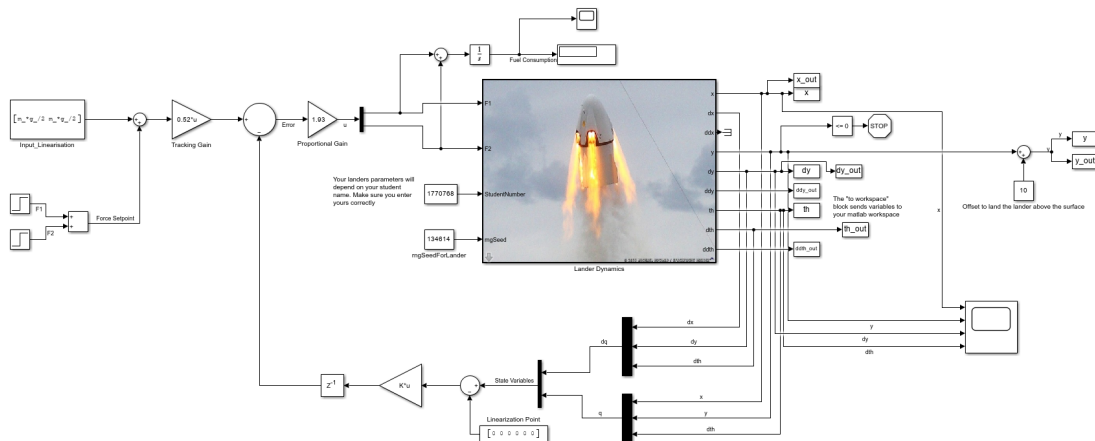 Fuel Consumption
1
s
x_out
x
F1
x
dx
ddx
<= 0
STOP
[m_*g_/2 m_*g_/2]
0.52*u
Input_Linearisation
Tracking Gain
Error
1.93
Proportional Gain
u
F2
y
y
y
y_out
dy
dy_out
10
Offset to land the lander above the surface
Your landers parameters will
depend on your student
name. Make sure you enter
yours correctly
1770768
StudentNumber
ddy
ddy_out
th
th
The "to workspace"
block sends variables to
your matlab workspace
x
F1
F2
Force Setpoint
134614
rngSeedForLander
rngSeed
dth
th_out
ddth
ddth_out
Lander Dynamics
dx
dq
dy
dth
y
dy
dth
Z-1
K*u
State Variables
x
q
y
dth
Linearization Point
[0 0 0 0 0 0]